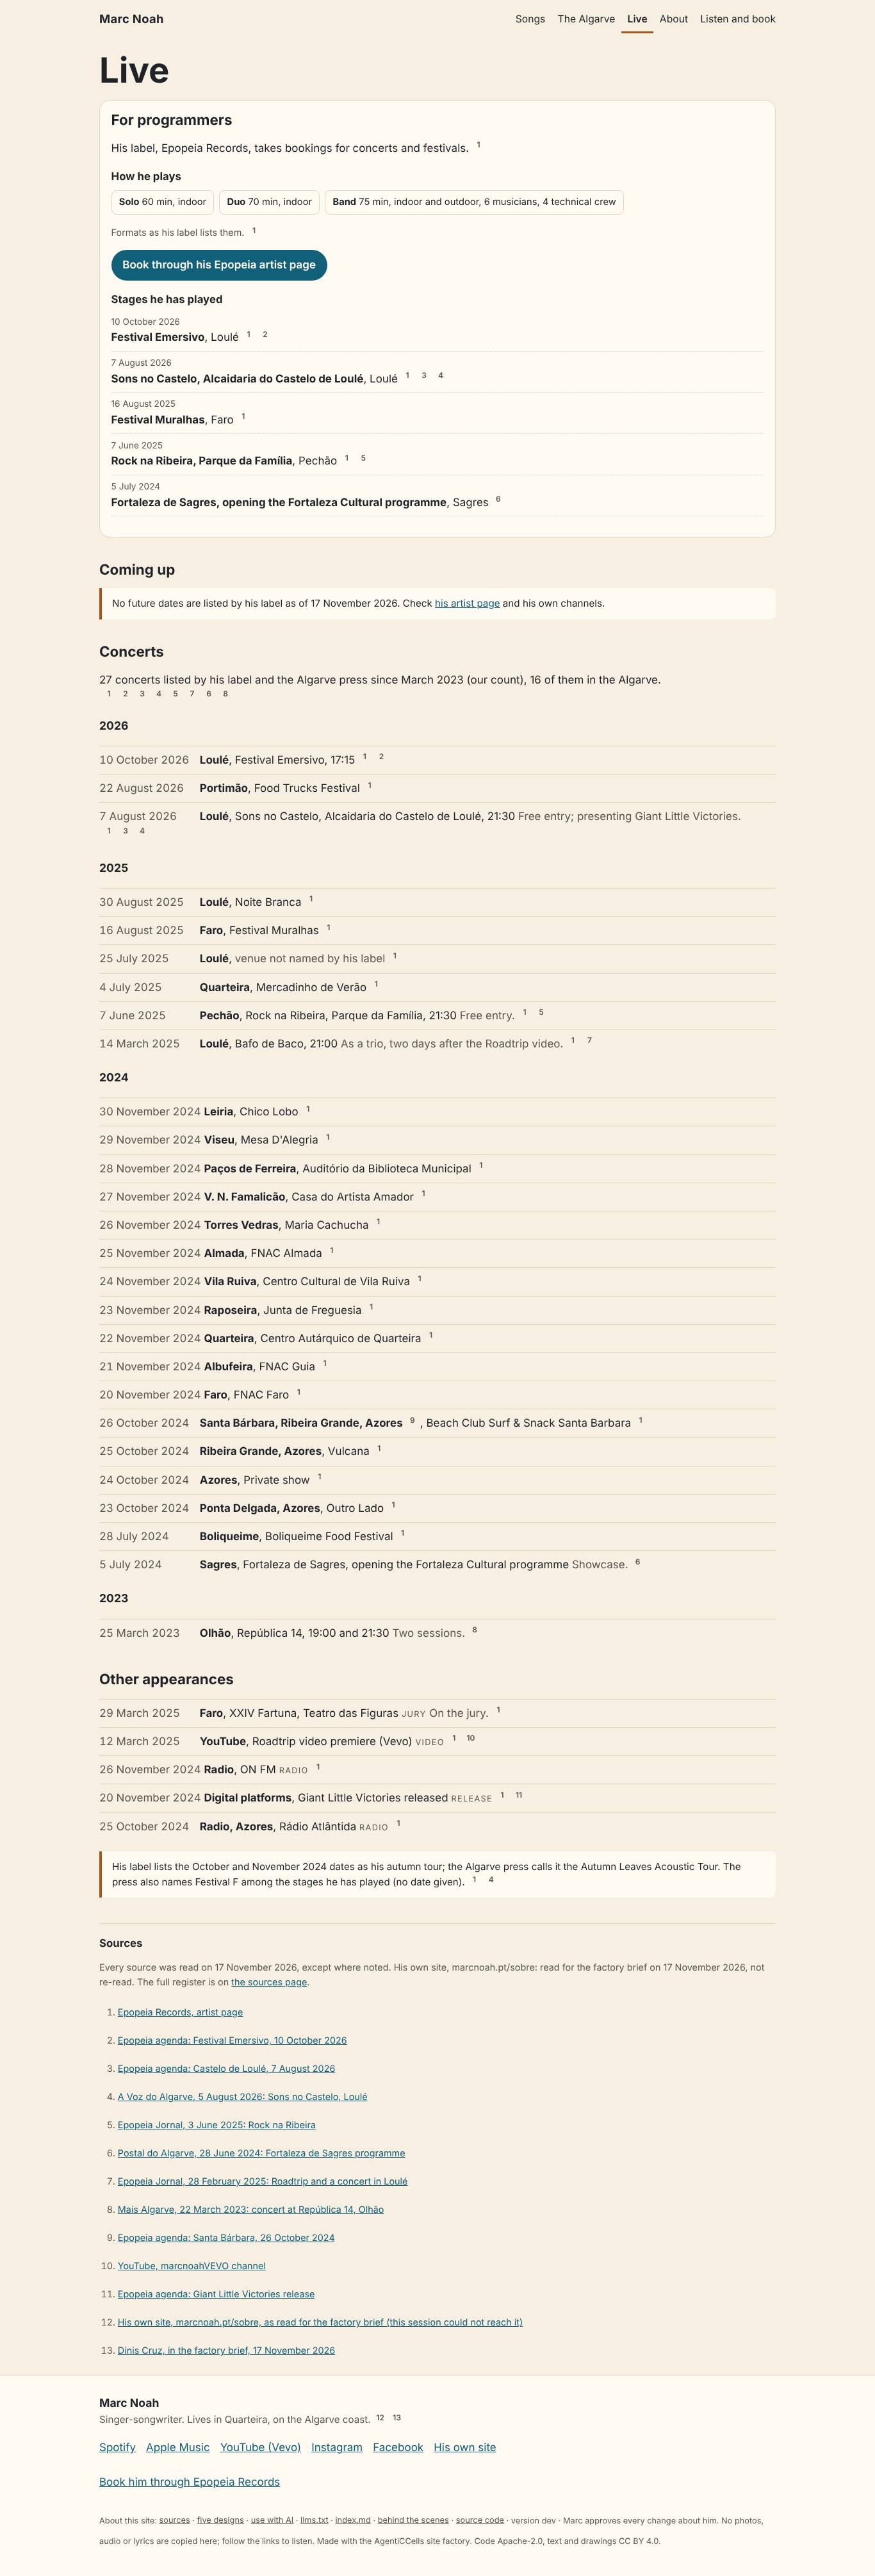 Marc Noah
Songs The Algarve Live About Listen and book
Live
For programmers
His label, Epopeia Records, takes bookings for concerts and festivals. 1
How he plays
Solo 60 min, indoor Duo 70 min, indoor Band 75 min, indoor and outdoor, 6 musicians, 4 technical crew
Formats as his label lists them. 1
Book through his Epopeia artist page
Stages he has played
10 October 2026
Festival Emersivo, Loulé 1 2
7 August 2026
Sons no Castelo, Alcaidaria do Castelo de Loulé, Loulé 1 3 4
16 August 2025
Festival Muralhas, Faro 1
7 June 2025
Rock na Ribeira, Parque da Família, Pechão 1 5
5 July 2024
Fortaleza de Sagres, opening the Fortaleza Cultural programme, Sagres 6
Coming up
No future dates are listed by his label as of 17 November 2026. Check his artist page and his own channels.
Concerts
27 concerts listed by his label and the Algarve press since March 2023 (our count), 16 of them in the Algarve.
1 2 3 4 5 7 6 8
2026
10 October 2026 Loulé, Festival Emersivo, 17:15 1 2
22 August 2026 Portimão, Food Trucks Festival 1
7 August 2026 Loulé, Sons no Castelo, Alcaidaria do Castelo de Loulé, 21:30 Free entry; presenting Giant Little Victories.
1 3 4
2025
30 August 2025 Loulé, Noite Branca 1
16 August 2025 Faro, Festival Muralhas 1
25 July 2025 Loulé, venue not named by his label 1
4 July 2025 Quarteira, Mercadinho de Verão 1
7 June 2025 Pechão, Rock na Ribeira, Parque da Família, 21:30 Free entry. 1 5
14 March 2025 Loulé, Bafo de Baco, 21:00 As a trio, two days after the Roadtrip video. 1 7
2024
30 November 2024 Leiria, Chico Lobo 1
29 November 2024 Viseu, Mesa D'Alegria 1
28 November 2024 Paços de Ferreira, Auditório da Biblioteca Municipal 1
27 November 2024 V. N. Famalicão, Casa do Artista Amador 1
26 November 2024 Torres Vedras, Maria Cachucha 1
25 November 2024 Almada, FNAC Almada 1
24 November 2024 Vila Ruiva, Centro Cultural de Vila Ruiva 1
23 November 2024 Raposeira, Junta de Freguesia 1
22 November 2024 Quarteira, Centro Autárquico de Quarteira 1
21 November 2024 Albufeira, FNAC Guia 1
20 November 2024 Faro, FNAC Faro 1
26 October 2024 Santa Bárbara, Ribeira Grande, Azores 9 , Beach Club Surf & Snack Santa Barbara 1
25 October 2024 Ribeira Grande, Azores, Vulcana 1
24 October 2024 Azores, Private show 1
23 October 2024 Ponta Delgada, Azores, Outro Lado 1
28 July 2024 Boliqueime, Boliqueime Food Festival 1
5 July 2024 Sagres, Fortaleza de Sagres, opening the Fortaleza Cultural programme Showcase. 6
2023
25 March 2023 Olhão, República 14, 19:00 and 21:30 Two sessions. 8
Other appearances
29 March 2025 Faro, XXIV Fartuna, Teatro das Figuras JURY On the jury. 1
12 March 2025 YouTube, Roadtrip video premiere (Vevo) VIDEO 1 10
26 November 2024 Radio, ON FM RADIO 1
20 November 2024 Digital platforms, Giant Little Victories released RELEASE 1 11
25 October 2024 Radio, Azores, Rádio Atlântida RADIO 1
His label lists the October and November 2024 dates as his autumn tour; the Algarve press calls it the Autumn Leaves Acoustic Tour. The
press also names Festival F among the stages he has played (no date given). 1 4
Sources
Every source was read on 17 November 2026, except where noted. His own site, marcnoah.pt/sobre: read for the factory brief on 17 November 2026, not
re-read. The full register is on the sources page.
1. Epopeia Records, artist page
2. Epopeia agenda: Festival Emersivo, 10 October 2026
3. Epopeia agenda: Castelo de Loulé, 7 August 2026
4. A Voz do Algarve, 5 August 2026: Sons no Castelo, Loulé
5. Epopeia Jornal, 3 June 2025: Rock na Ribeira
6. Postal do Algarve, 28 June 2024: Fortaleza de Sagres programme
7. Epopeia Jornal, 28 February 2025: Roadtrip and a concert in Loulé
8. Mais Algarve, 22 March 2023: concert at República 14, Olhão
9. Epopeia agenda: Santa Bárbara, 26 October 2024
10. YouTube, marcnoahVEVO channel
11. Epopeia agenda: Giant Little Victories release
12. His own site, marcnoah.pt/sobre, as read for the factory brief (this session could not reach it)
13. Dinis Cruz, in the factory brief, 17 November 2026
Marc Noah
Singer-songwriter. Lives in Quarteira, on the Algarve coast. 12 13
Spotify Apple Music YouTube (Vevo) Instagram Facebook His own site
Book him through Epopeia Records
About this site: sources · five designs · use with AI · llms.txt · index.md · behind the scenes · source code · version dev · Marc approves every change about him. No photos,
audio or lyrics are copied here; follow the links to listen. Made with the AgentiCCells site factory. Code Apache-2.0, text and drawings CC BY 4.0.